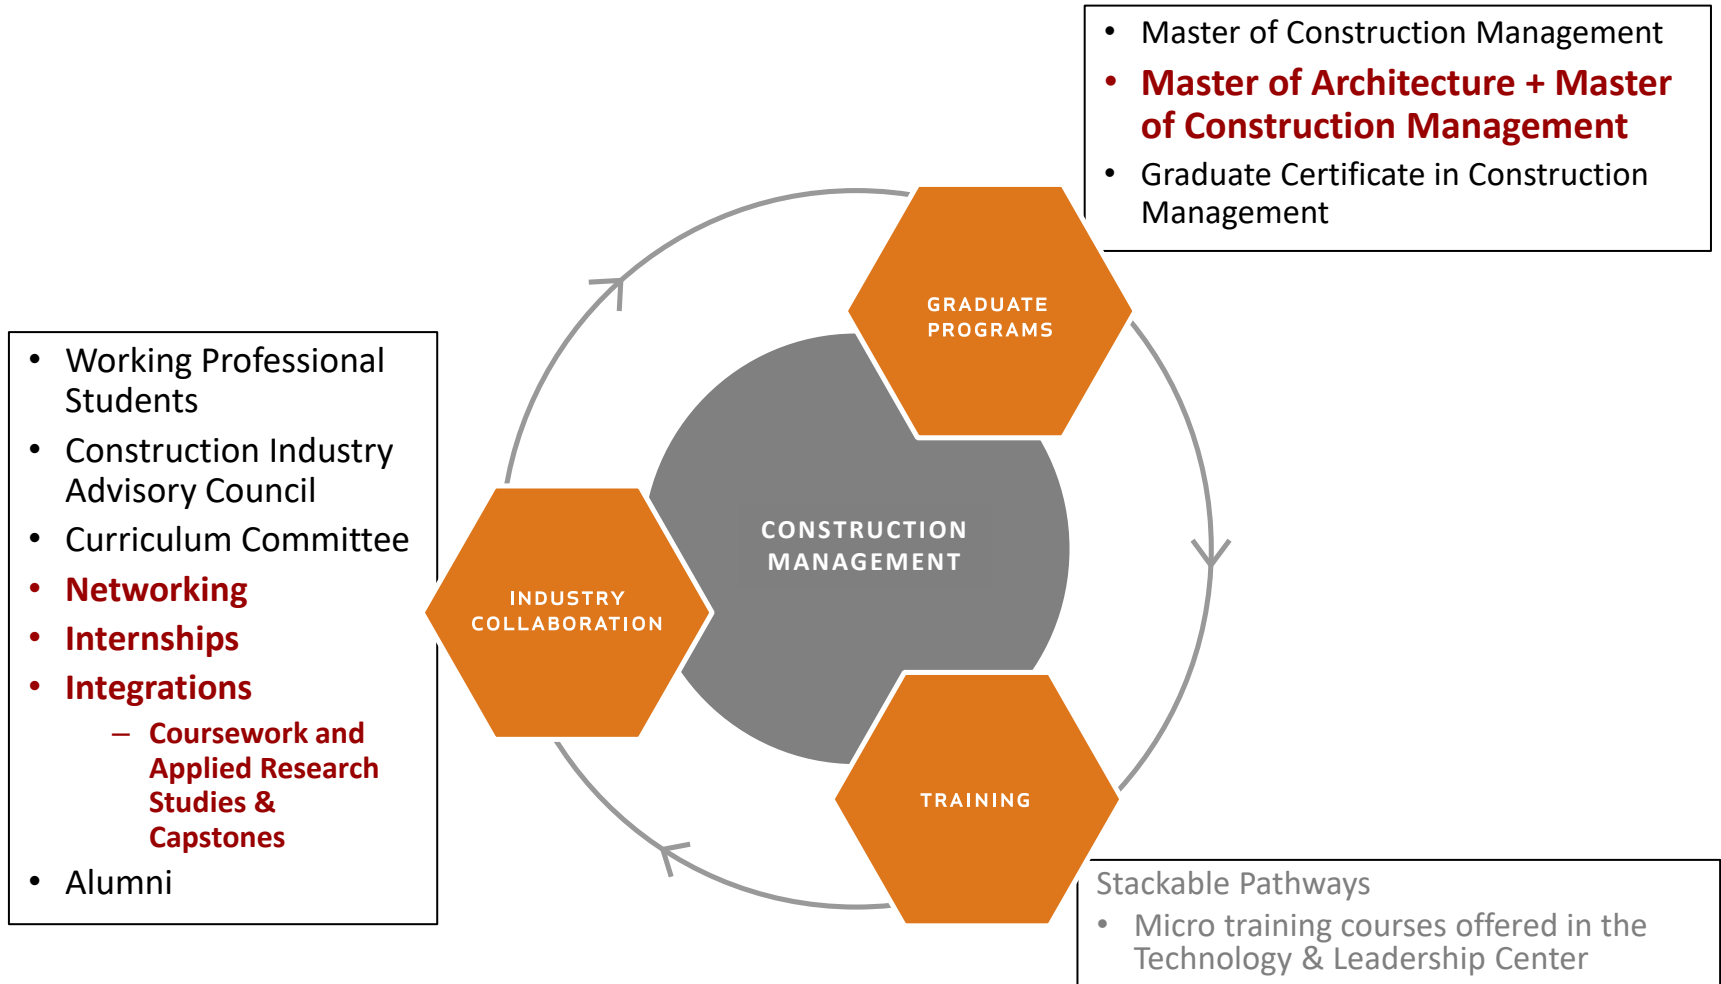 • Master of Construction Management
• Master of Architecture + Master
of Construction Management
• Graduate Certificate in Construction
Management
GRADUATE
PROGRAMS
• Working Professional
Students
• Construction Industry
Advisory Council
• Curriculum Committee
• Networking
• Internships
• Integrations
– Coursework and
Applied Research
Studies &
Capstones
• Alumni
CONSTRUCTION
MANAGEMENT
INDUSTRY
COLLABORATION
TRAINING
Stackable Pathways
• Micro training courses offered in the
Technology & Leadership Center